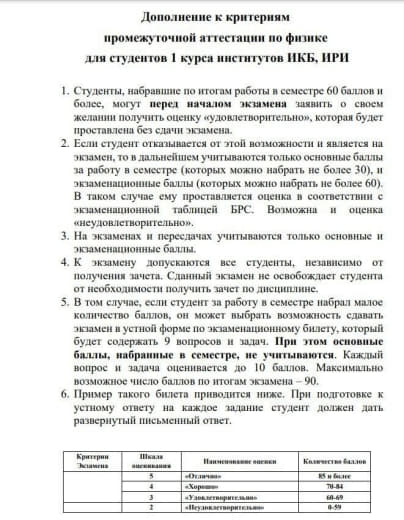 Дополнение к критериям
промежуточной аттестации по физике
для студентов 1 курса институтов ИКБ, ИРИ
1. Студенты, набравшие по итогам работы в семестре 60 баллов и
более, могут перед началом экзамена заявить о своем
желании получить оценку «удовлетворительно», которая будет
проставлена без сдачи экзамена.
2. Если студент отказывается от этой возможности и является на
экзамен, то в дальнейшем учитываются только основные баллы
за работу в семестре (которых можно набрать не более 30), и
экзаменационные баллы (которых можно набрать не более 60).
В таком случае ему проставляется оценка в соответствии с
экзаменационной таблицей БРС. Возможна и оценка
«неудовлетворительно».
3. На экзаменах и пересдачах учитываются только основные и
экзаменационные баллы.
4. К экзамену допускаются все студенты, независимо от
получения зачета. Сданный экзамен не освобождает студента
от необходимости получить зачет по дисциплине.
5. В том случае, если студент за работу в семестре набрал малое
количество баллов, он может выбрать возможность сдавать
экзамен в устной форме по экзаменационному билету, который
будет содержать 9 вопросов и задач. При этом основные
баллы, набранные в семестре, не учитываются. Каждый
вопрос и задача оценивается до 10 баллов. Максимально
возможное число баллов по итогам экзамена – 90.
6. Пример такого билета приводится ниже. При подготовке к
устному ответу на каждое задание студент должен дать
развернутый письменный ответ.
Критерии Экзамена Шкала оценивания Наименование оценки Количество баллов
5 «Отлично» 85 и более
4 «Хорошо» 70-84
3 «Удовлетворительно» 60-69
2 «Неудовлетворительно» 0-59